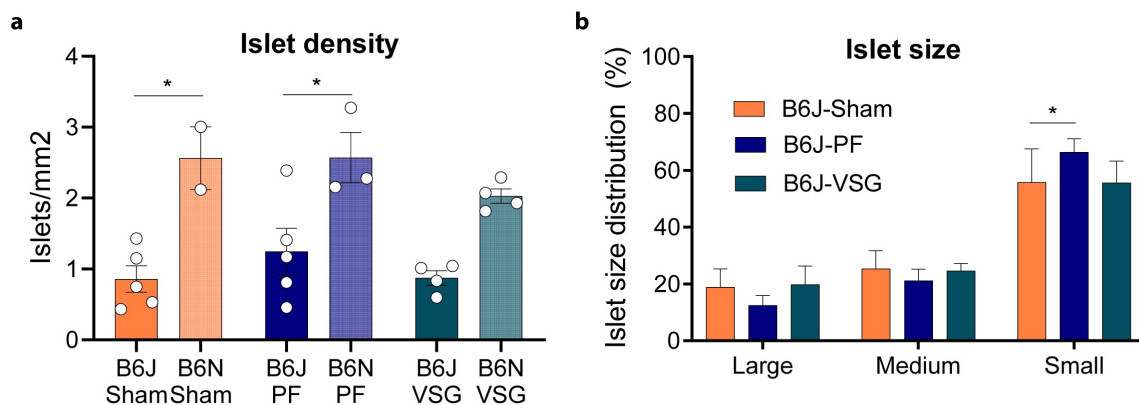 a
Islet density
Islets/mm2
4
3
2
1
0
*
*
B6J Sham
B6N Sham
B6J PF
B6N PF
B6J VSG
B6N VSG
b
Islet size
Islet size distribution (%)
100
80
60
40
20
0
B6J-Sham
B6J-PF
B6J-VSG
*
Large
Medium
Small